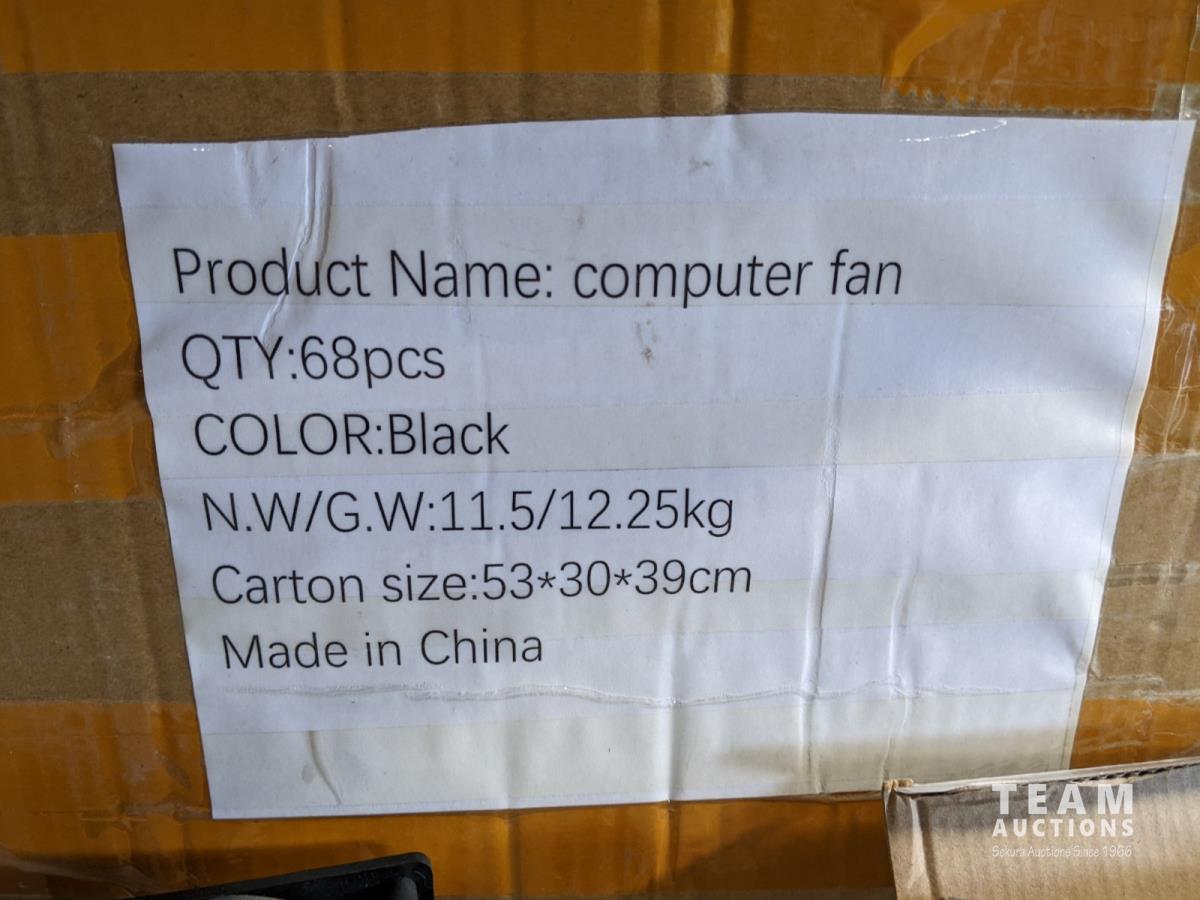 Product Name: computer fan
QTY:68pcs
COLOR:Black
N.W/G.W:11.5/12.25kg
Carton size:53*30*39cm
Made in China
TEAM
AUCTIONS
Sekura Auctions Since 1966